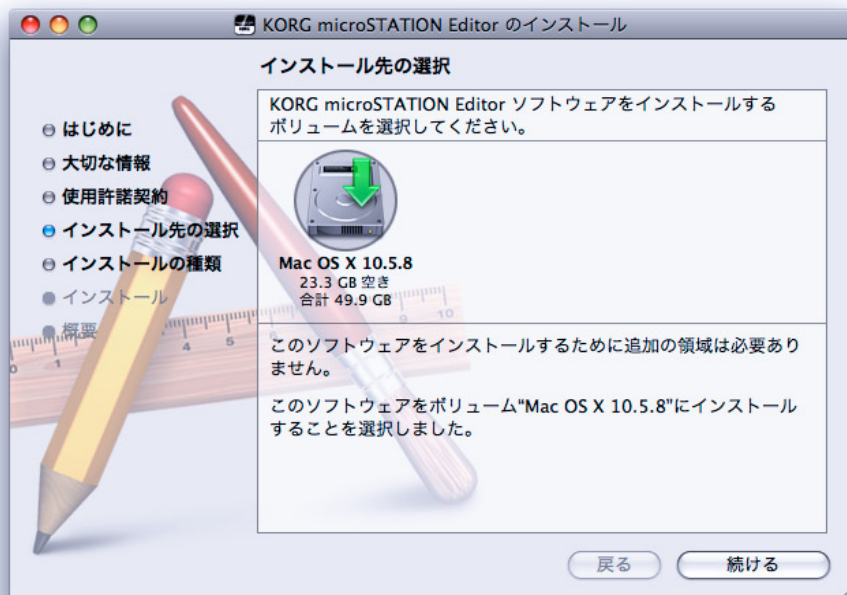 KORG microSTATION Editor のインストール
インストール先の選択
はじめに
大切な情報
使用許諾契約
インストール先の選択
インストールの種類
インストール
概要
KORG microSTATION Editor ソフトウェアをインストールする
ボリュームを選択してください。
Mac OS X 10.5.8
23.3 GB 空き
合計 49.9 GB
このソフトウェアをインストールするために追加の領域は必要あり
ません。
このソフトウェアをボリューム“Mac OS X 10.5.8”にインストール
することを選択しました。
0 1 4 5 9 10
戻る
続ける